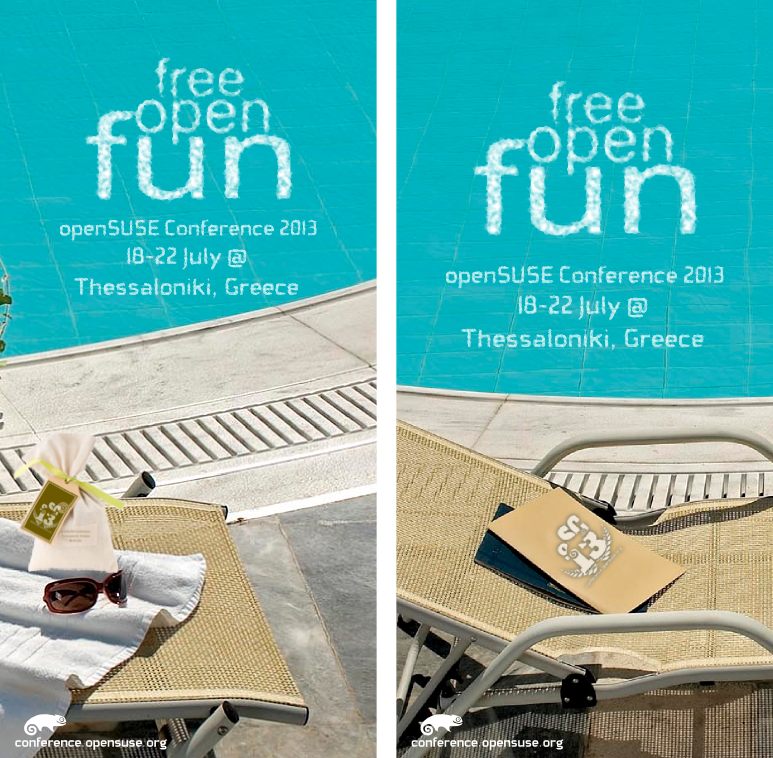 free
open
fun
openSUSE Conference 2013
18-22 July @
Thessaloniki, Greece
conference.opensuse.org
free
open
fun
openSUSE Conference 2013
18-22 July @
Thessaloniki, Greece
conference.opensuse.org